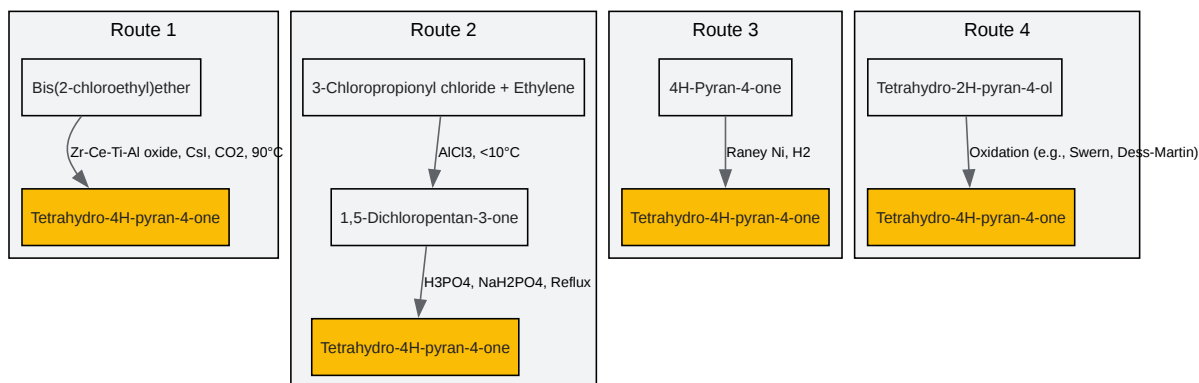 Route 1
Bis(2-chloroethyl)ether
Zr-Ce-Ti-Al oxide, CsI, CO2, 90°C
Tetrahydro-4H-pyran-4-one
Route 2
3-Chloropropionyl chloride + Ethylene
AlCl3, <10°C
1,5-Dichloropentan-3-one
H3PO4, NaH2PO4, Reflux
Tetrahydro-4H-pyran-4-one
Route 3
4H-Pyran-4-one
Raney Ni, H2
Tetrahydro-4H-pyran-4-one
Route 4
Tetrahydro-2H-pyran-4-ol
Oxidation (e.g., Swern, Dess-Martin)
Tetrahydro-4H-pyran-4-one